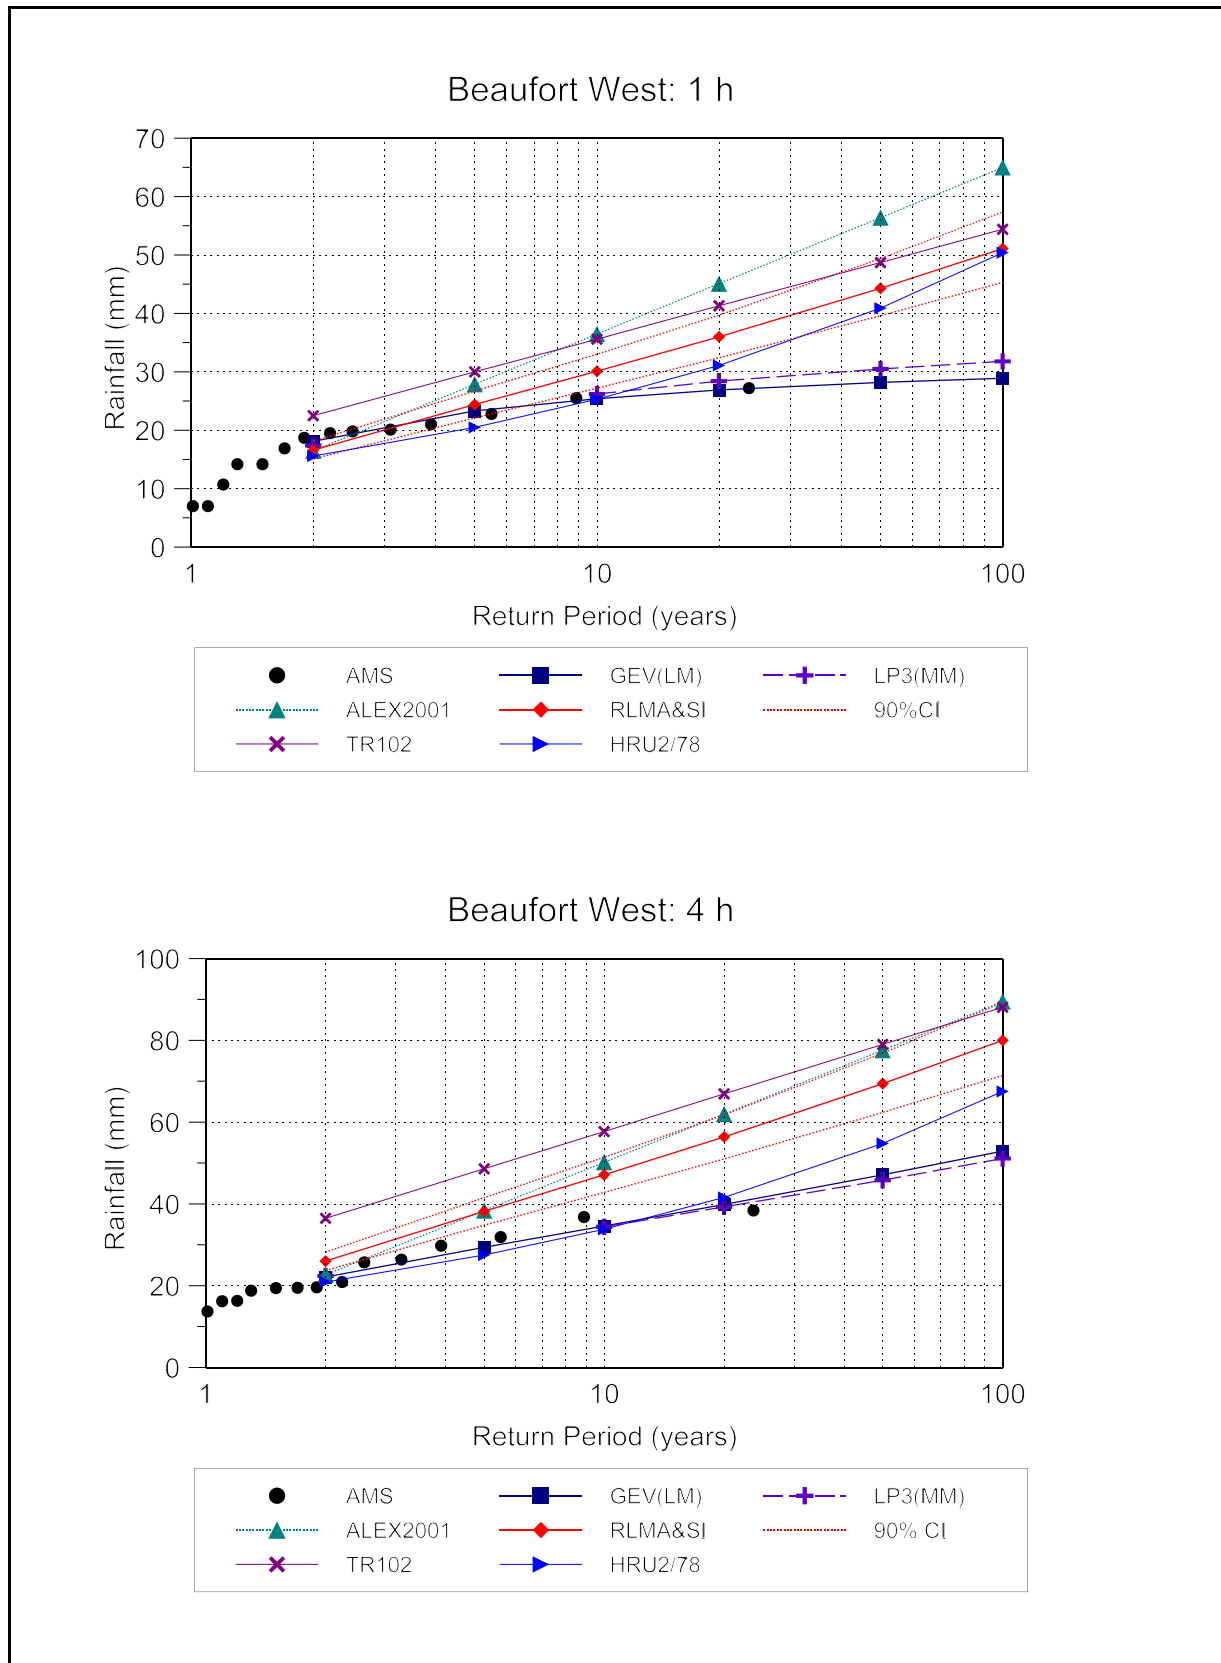 Beaufort West: 1 h
70
60
50
40
30
20
10
0
Rainfall (mm)
1 10 100
Return Period (years)
AMS GEV(LM) LP3(MM)
ALEX2001 RLMA&SI 90%CI
TR102 HRU2/78
Beaufort West: 4 h
100
80
60
40
20
0
Rainfall (mm)
1 10 100
Return Period (years)
AMS GEV(LM) LP3(MM)
ALEX2001 RLMA&SI 90% CI
TR102 HRU2/78